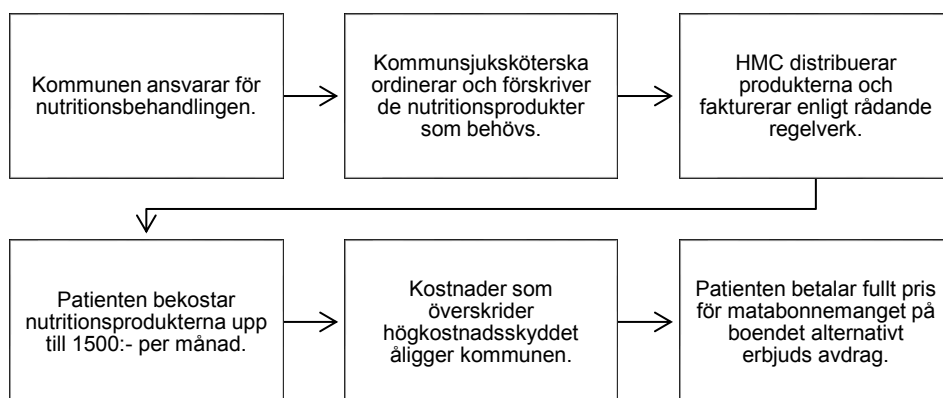 Kommunen ansvarar för
nutritionsbehandlingen.
Kommunsjuksköterska
ordinerar och förskriver
de nutritionsprodukter
som behövs.
HMC distribuerar
produkterna och
fakturerar enligt rådande
regelverk.
Patienten bekostar
nutritionsprodukterna upp
till 1500:- per månad.
Kostnader som
överskrider
högkostnadsskyddet
åligger kommunen.
Patienten betalar fullt pris
för matabonnemanget på
boendet alternativt
erbjuds avdrag.